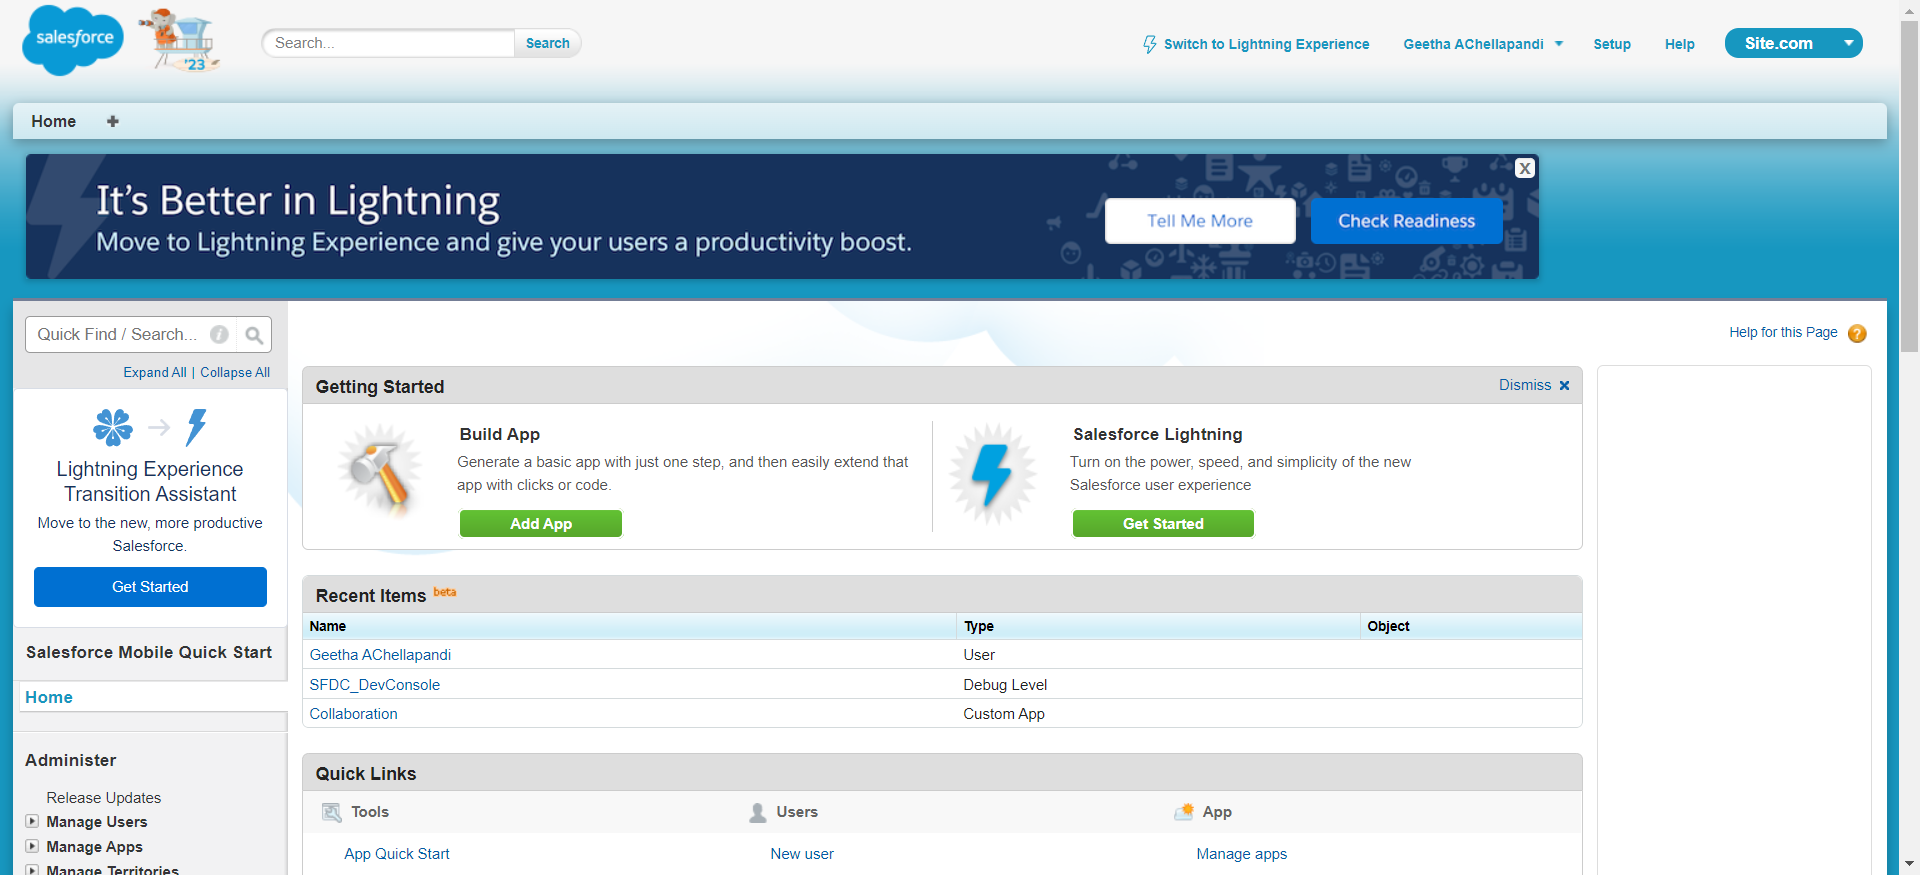 salesforce
'23
Search...
Search
Switch to Lightning Experience
Geetha AChellapandi
Setup
Help
Site.com
Home
It's Better in Lightning
Move to Lightning Experience and give your users a productivity boost.
Tell Me More
Check Readiness
X
Quick Find / Search...
Expand All | Collapse All
Lightning Experience
Transition Assistant
Move to the new, more productive
Salesforce.
Get Started
Salesforce Mobile Quick Start
Home
Administer
Release Updates
Manage Users
Manage Apps
Manage Territories
Help for this Page ?
Getting Started
Dismiss
Build App
Generate a basic app with just one step, and then easily extend that
app with clicks or code.
Add App
Salesforce Lightning
Turn on the power, speed, and simplicity of the new
Salesforce user experience
Get Started
Recent Items beta
Name Type Object
Geetha AChellapandi User
SFDC_DevConsole Debug Level
Collaboration Custom App
Quick Links
Tools Users App
App Quick Start New user Manage apps